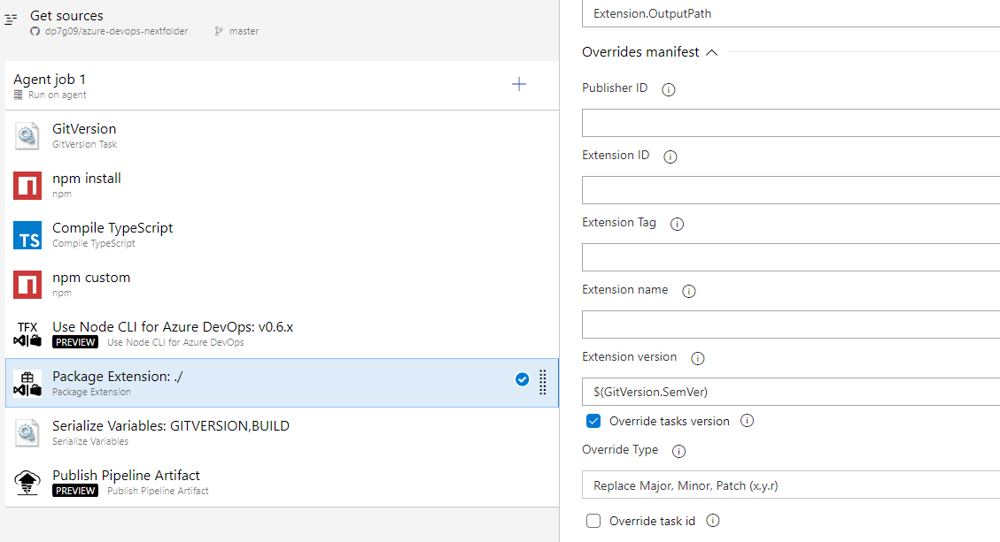 Get sources
dp7g09/azure-devops-nextfolder master
Agent job 1
Run on agent
GitVersion
GitVersion Task
npm install
npm
TS
Compile TypeScript
Compile TypeScript
npm custom
npm
TFX
Use Node CLI for Azure DevOps: v0.6.x
PREVIEW Use Node CLI for Azure DevOps
Package Extension: ./
Package Extension
Serialize Variables: GITVERSION,BUILD
Serialize Variables
Publish Pipeline Artifact
PREVIEW Publish Pipeline Artifact
Extension.OutputPath
Overrides manifest
Publisher ID
Extension ID
Extension Tag
Extension name
Extension version
$(GitVersion.SemVer)
Override tasks version
Override Type
Replace Major, Minor, Patch (x.y.r)
Override task id